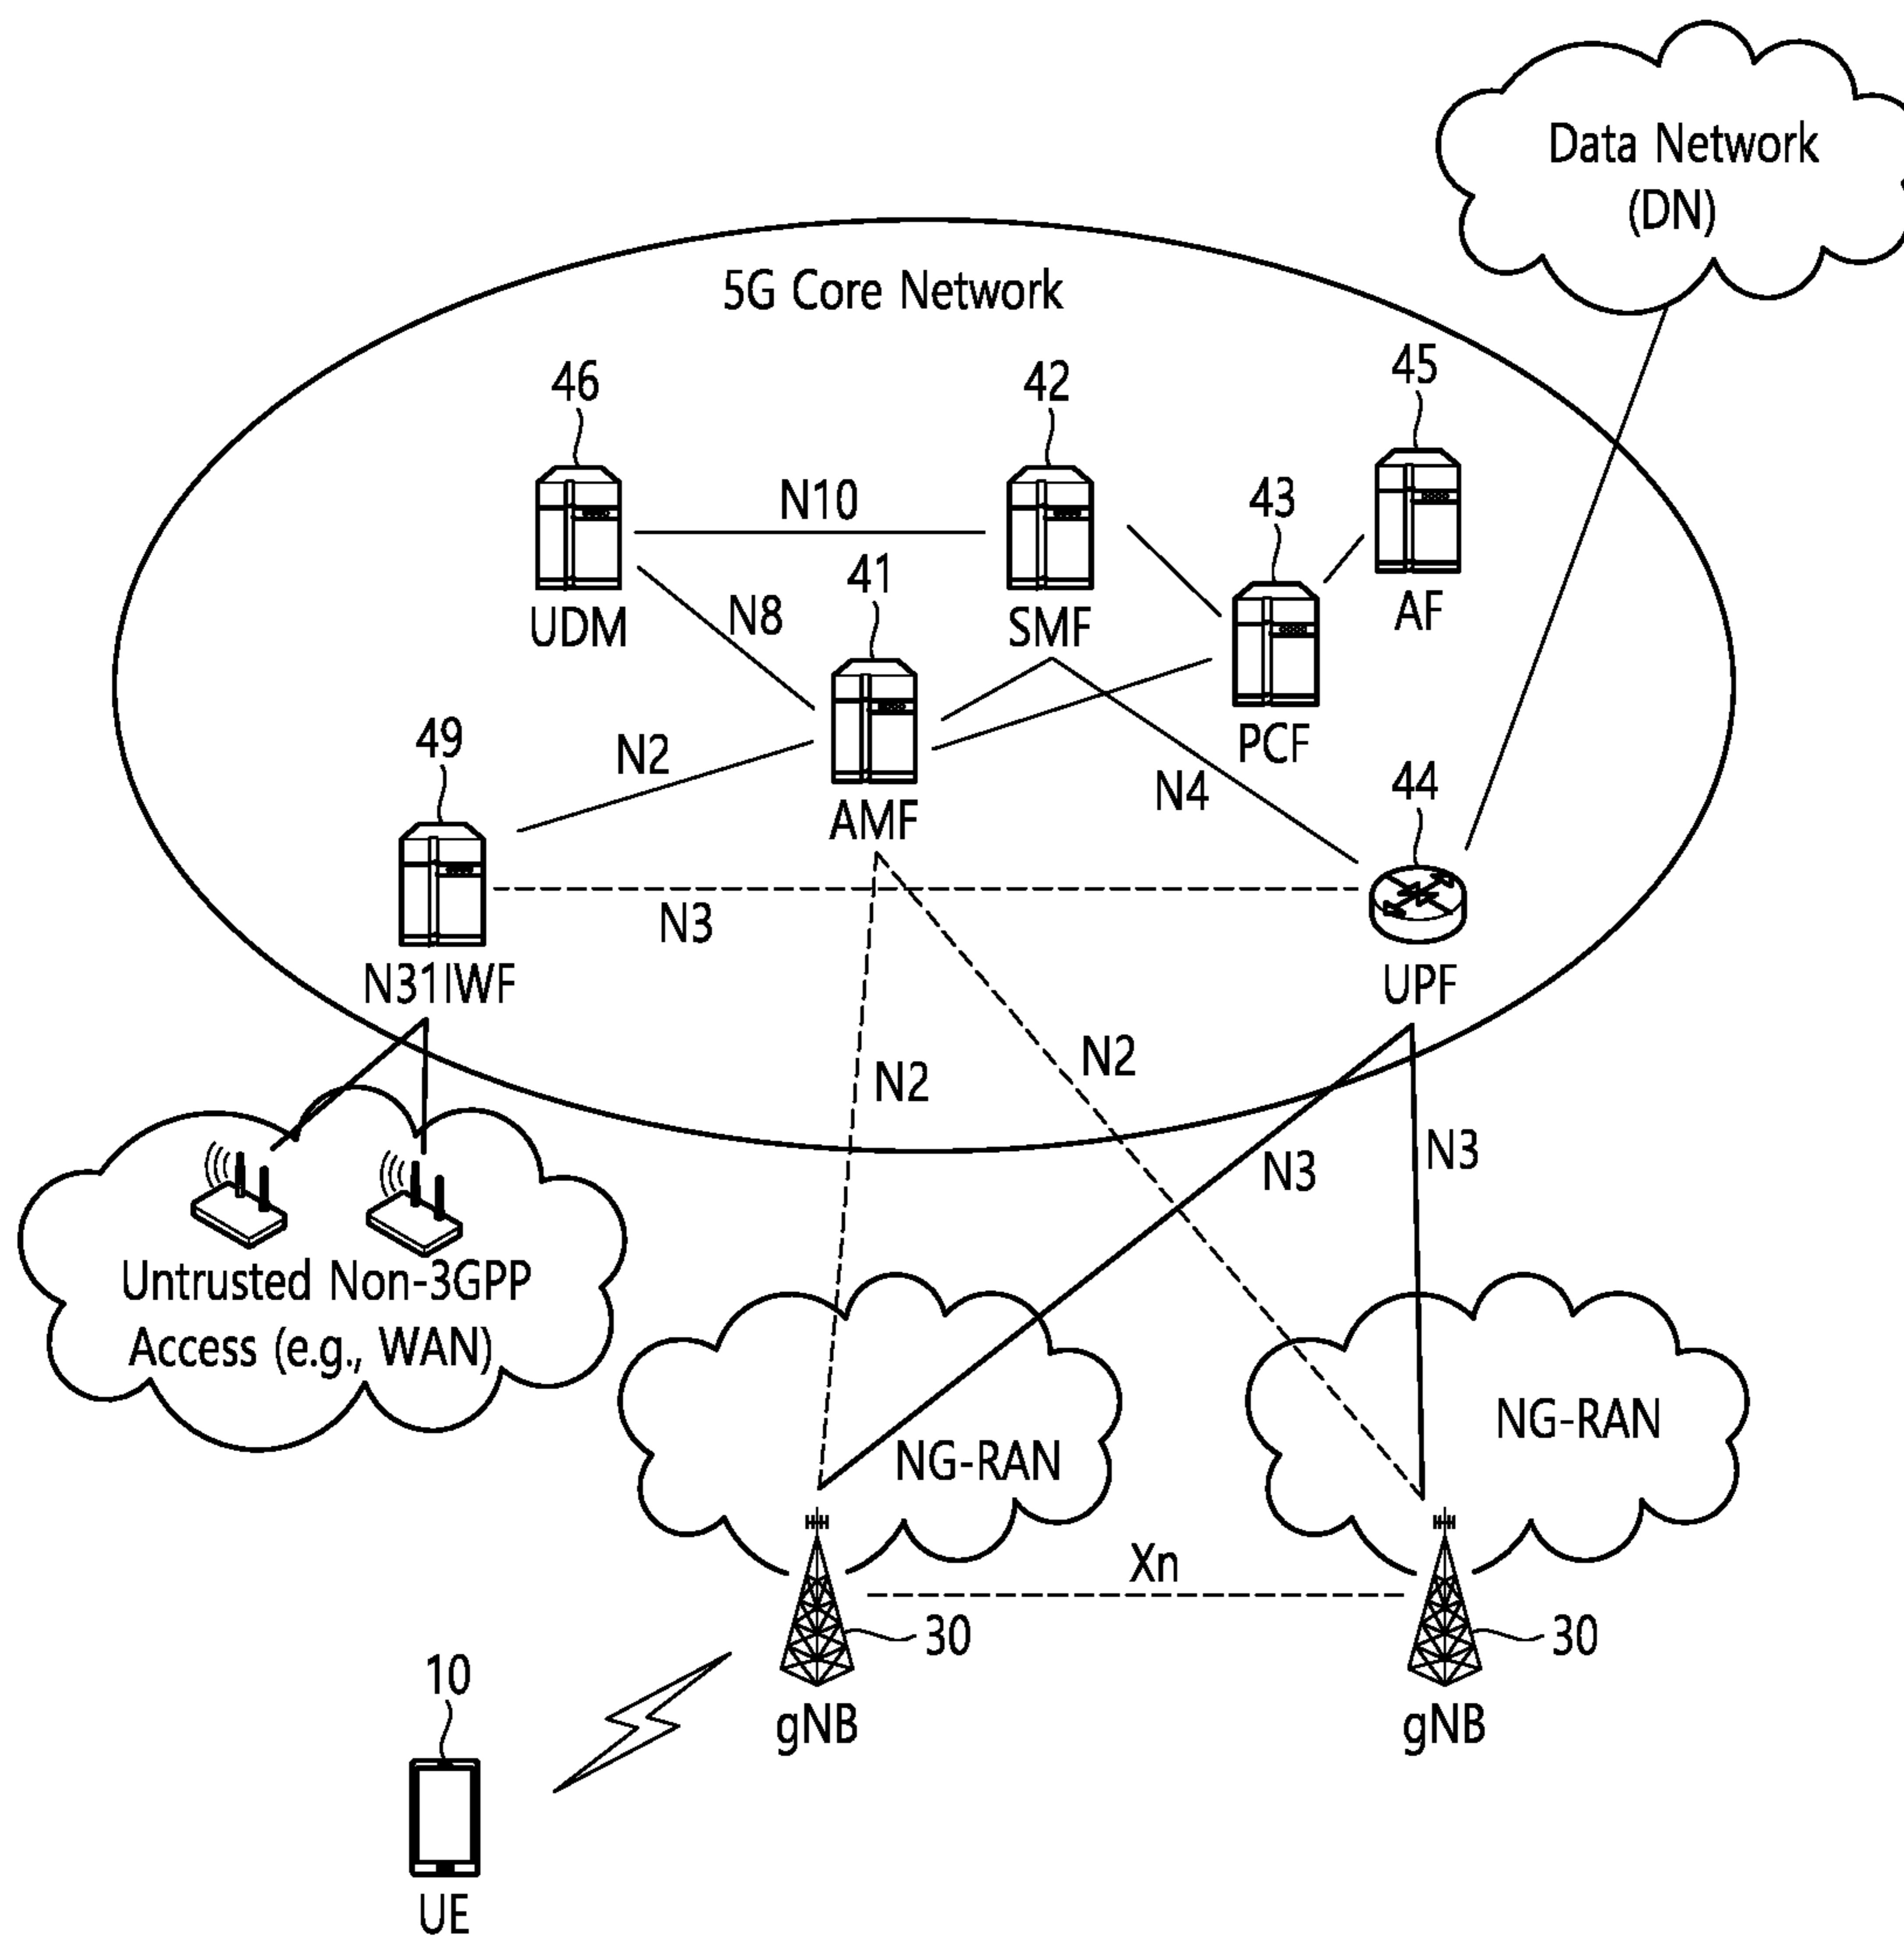 Data Network
(DN)
5G Core Network
46
42
45
N10
43
41
UDM
N8
SMF
AF
49
N2
PCF
N4
44
AMF
N3
N31IWF
UPF
N2
N2
N3
N3
Untrusted Non-3GPP
Access (e.g., WAN)
NG-RAN
NG-RAN
Xn
30
30
10
gNB
gNB
UE